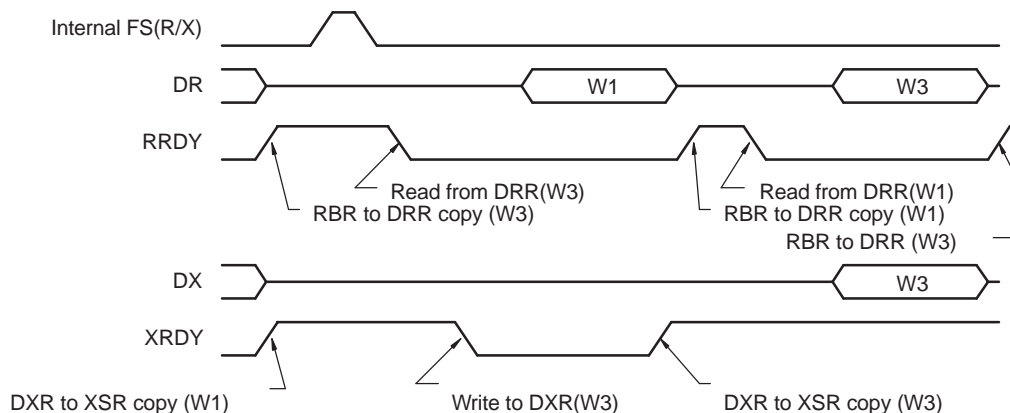 Internal FS(R/X)
DR
W1
W3
RRDY
Read from DRR(W3)
Read from DRR(W1)
RBR to DRR copy (W3)
RBR to DRR copy (W1)
RBR to DRR (W3)
DX
W3
XRDY
DXR to XSR copy (W1)
Write to DXR(W3)
DXR to XSR copy (W3)